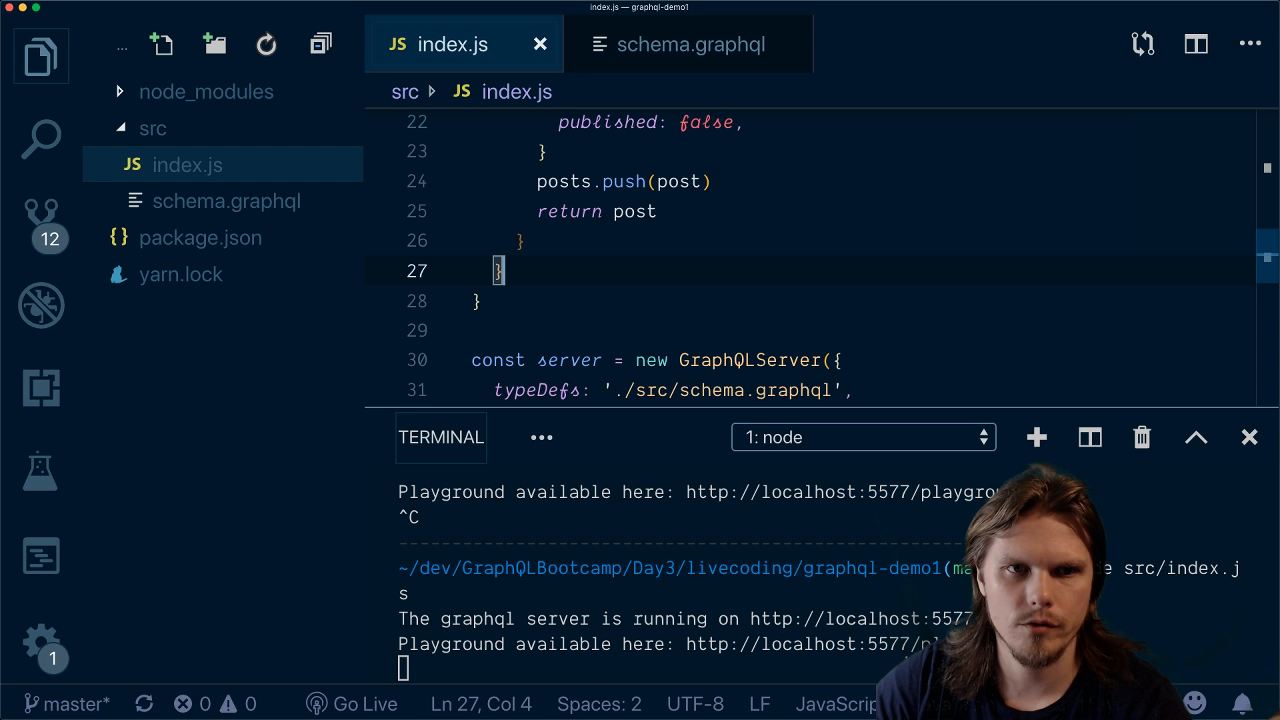 index.js — graphql-demo1
...
JS index.js
schema.graphql
node_modules
src
JS index.js
schema.graphql
{} package.json
yarn.lock
12
1
src JS index.js
22 published: false,
23 }
24 posts.push(post)
25 return post
26 }
27 }
28 }
29
30 const server = new GraphQLServer({
31 typeDefs: './src/schema.graphql',
TERMINAL
1: node
Playground available here: http://localhost:5577/playgrou
^C
~/dev/GraphQLBootcamp/Day3/livecoding/graphql-demo1(ma e src/index.j
s
The graphql server is running on http://localhost:5577
Playground available here: http://localhost:5577/pl
master* 0 0 Go Live Ln 27, Col 4 Spaces: 2 UTF-8 LF JavaScrip